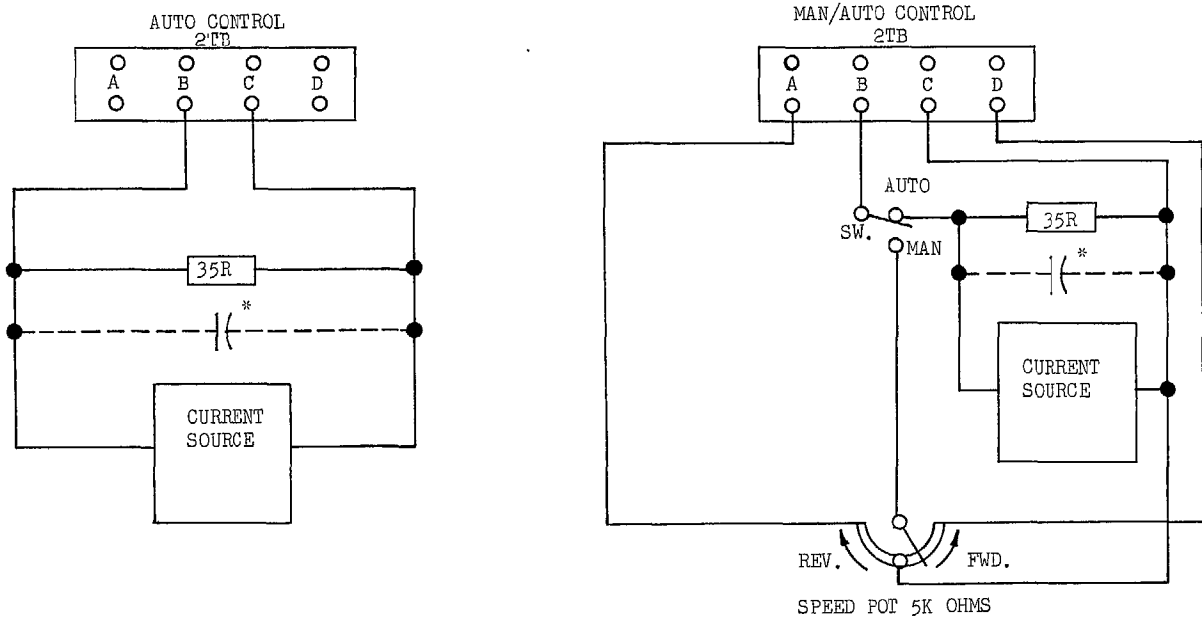 AUTO CONTROL
2TB
A B C D
35R
*
CURRENT
SOURCE
MAN/AUTO CONTROL
2TB
A B C D
AUTO
SW.
MAN
35R
*
CURRENT
SOURCE
REV.
FWD.
SPEED POT 5K OHMS